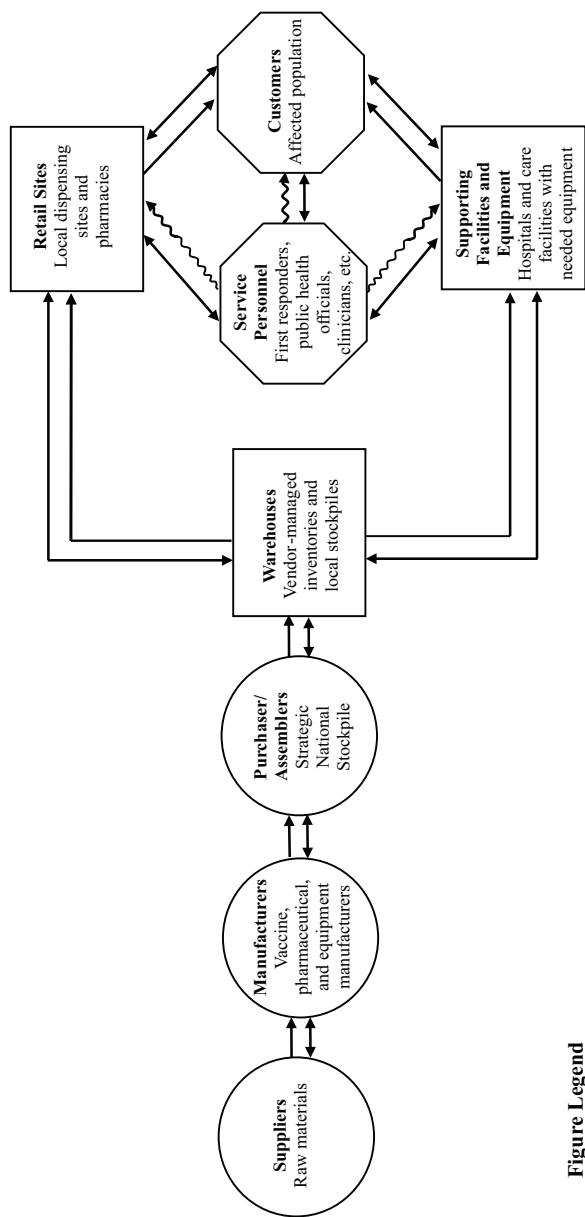 Suppliers
Raw materials
Manufacturers
Vaccine,
pharmaceutical,
and equipment
manufacturers
Purchaser/
Assemblers
Strategic
National
Stockpile
Warehouses
Vendor-managed
inventories and
local stockpiles
Retail Sites
Local dispensing
sites and
pharmacies
Service
Personnel
First responders,
public health
officials,
clinicians, etc.
Customers
Affected population
Supporting
Facilities and
Equipment
Hospitals and care
facilities with
needed equipment
Figure Legend